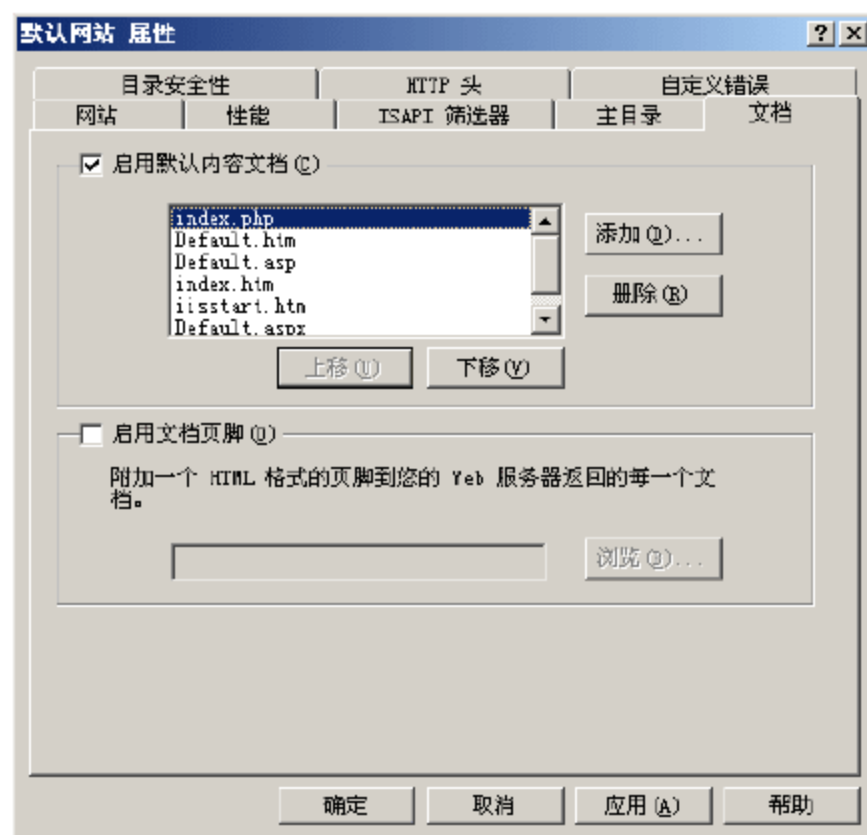 默认网站 属性
目录安全性 HTTP 头 自定义错误
网站 性能 ISAPI 筛选器 主目录 文档
启用默认内容文档(C)
index.php
Default.htm
Default.asp
index.htm
iisstart.htm
Default.aspx
添加(D)...
删除(R)
上移(U) 下移(V)
启用文档页脚(O)
附加一个 HTML 格式的页脚到您的 Web 服务器返回的每一个文
档。
浏览(B)...
确定 取消 应用(A) 帮助